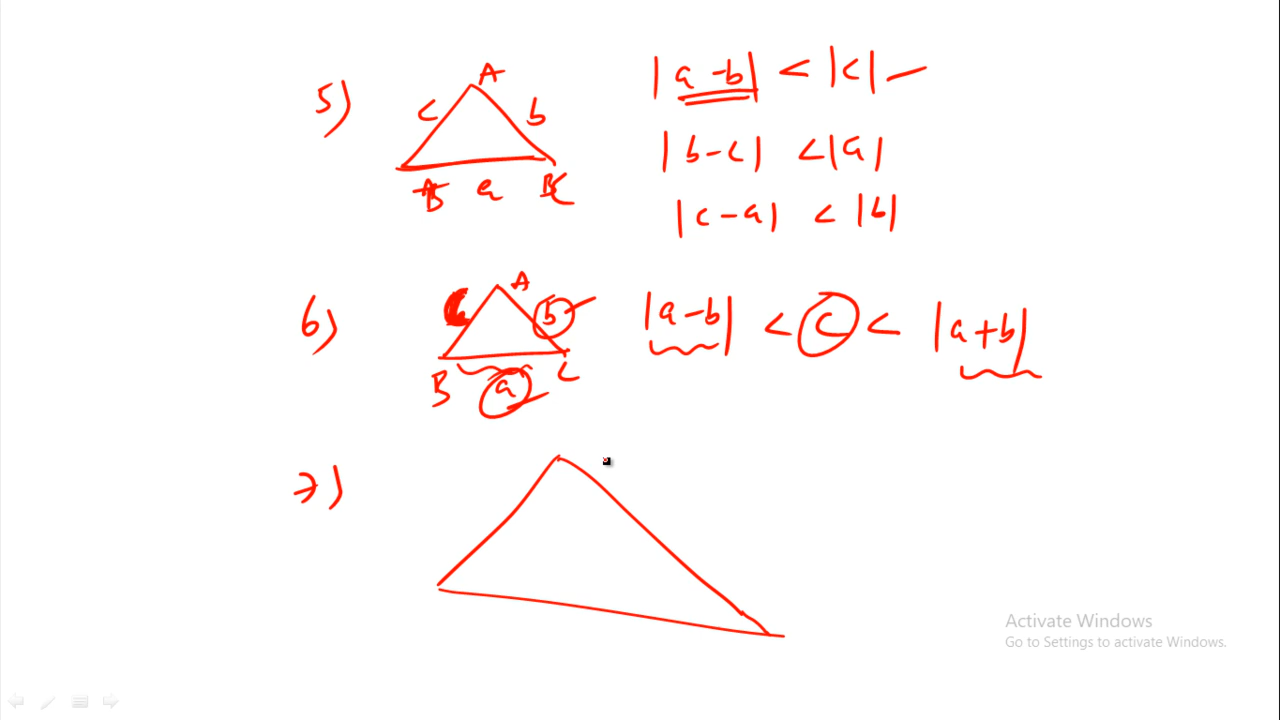 5)
A
c
b
B
a
C
|a-b| < |c|
|b-c| < |a|
|c-a| < |b|
6)
A
b
B
a
C
|a-b| < c < |a+b|
7)
Activate Windows
Go to Settings to activate Windows.